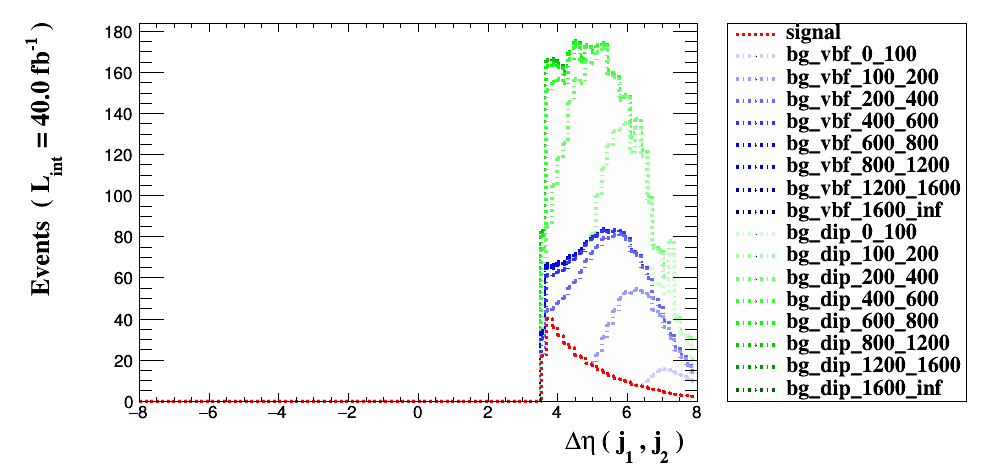 Events ( L_int = 40.0 fb^-1 )
180
160
140
120
100
80
60
40
20
0
−8 −6 −4 −2 0 2 4 6 8
Δη ( j_1 , j_2 )
signal
bg_vbf_0_100
bg_vbf_100_200
bg_vbf_200_400
bg_vbf_400_600
bg_vbf_600_800
bg_vbf_800_1200
bg_vbf_1200_1600
bg_vbf_1600_inf
bg_dip_0_100
bg_dip_100_200
bg_dip_200_400
bg_dip_400_600
bg_dip_600_800
bg_dip_800_1200
bg_dip_1200_1600
bg_dip_1600_inf